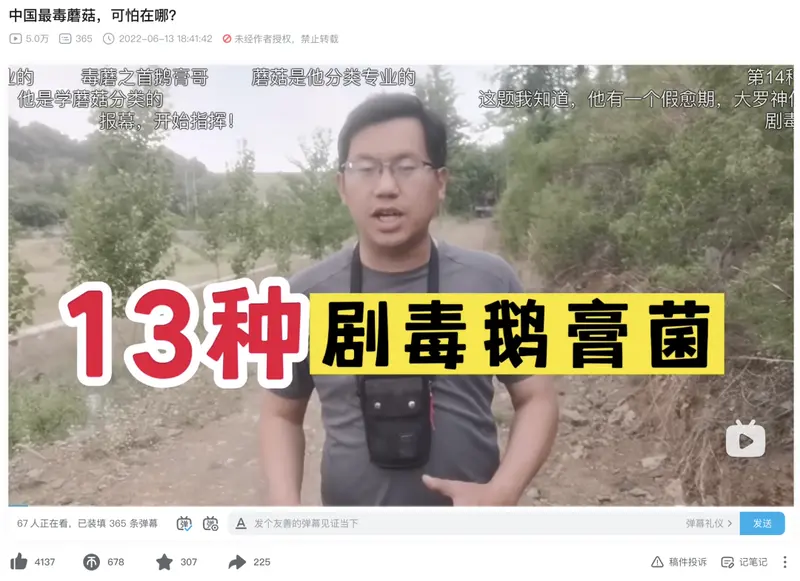 中国最毒蘑菇，可怕在哪？
5.0万 365 2022-06-13 18:41:42 未经作者授权，禁止转载
业的 毒蘑之首鹅膏哥 蘑菇是他分类专业的 第14种
他是学蘑菇分类的 这题我知道，他有一个假愈期，大罗神仙
报幕，开始指挥！ 剧毒
13种剧毒鹅膏菌
67 人正在看，已装填 365 条弹幕 弹 弹 A 发个友善的弹幕见证当下 弹幕礼仪 > 发送
4137 678 307 225 稿件投诉 记笔记